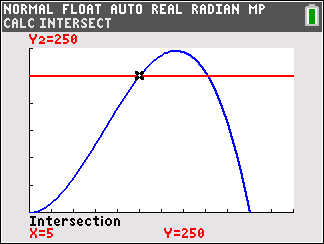 NORMAL FLOAT AUTO REAL RADIAN MP
CALC INTERSECT
Y2=250
Intersection
X=5 Y=250